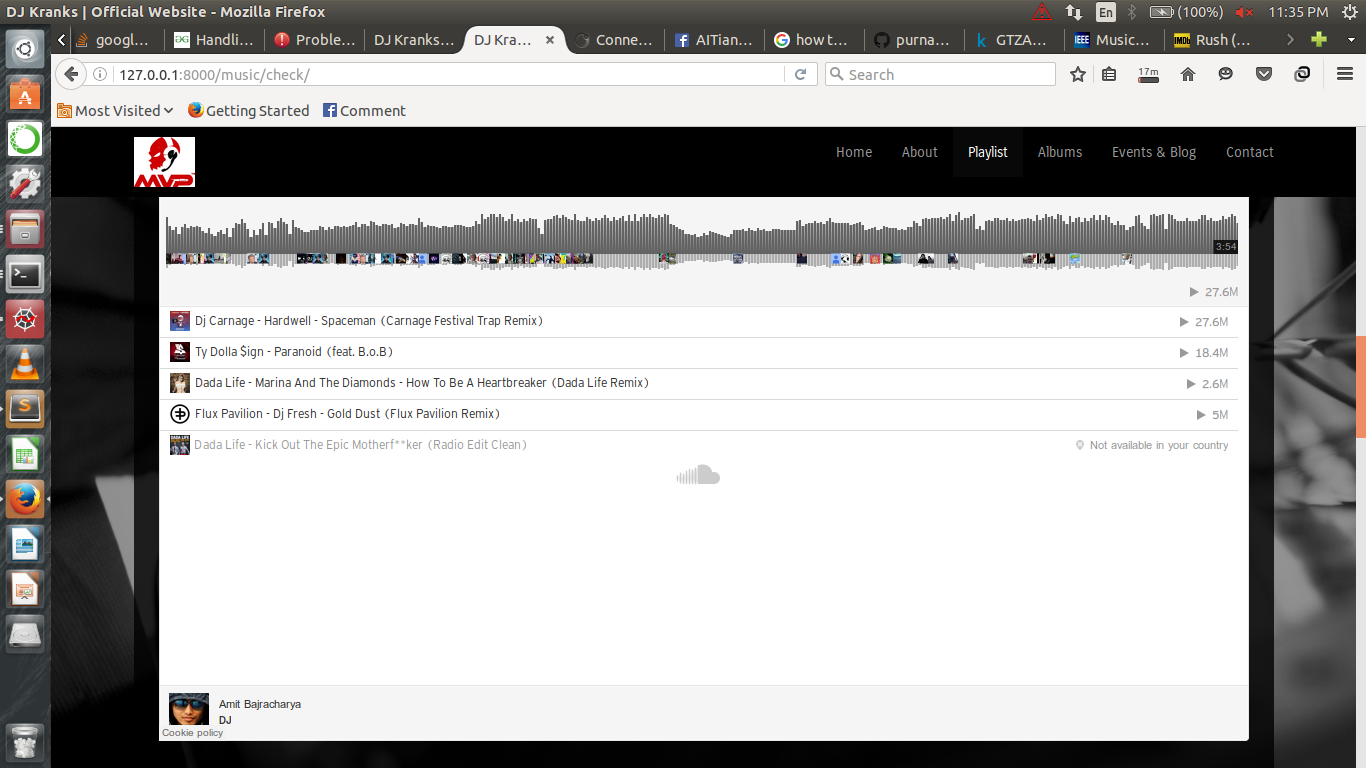 DJ Kranks | Official Website - Mozilla Firefox
En (100%) 11:35 PM
googl... Handli... Proble... DJ Kranks... DJ Kra... Conne... AITian... how t... purna... GTZA... IEEE Music... IMDb Rush (...
127.0.0.1:8000/music/check/ Search 17m
Most Visited Getting Started Comment
MVP Home About Playlist Albums Events & Blog Contact
3:54
27.6M
Dj Carnage - Hardwell - Spaceman (Carnage Festival Trap Remix) 27.6M
Ty Dolla $ign - Paranoid (feat. B.o.B) 18.4M
Dada Life - Marina And The Diamonds - How To Be A Heartbreaker (Dada Life Remix) 2.6M
Flux Pavilion - Dj Fresh - Gold Dust (Flux Pavilion Remix) 5M
Dada Life - Kick Out The Epic Motherf**ker (Radio Edit Clean) Not available in your country
Amit Bajracharya
DJ
Cookie policy